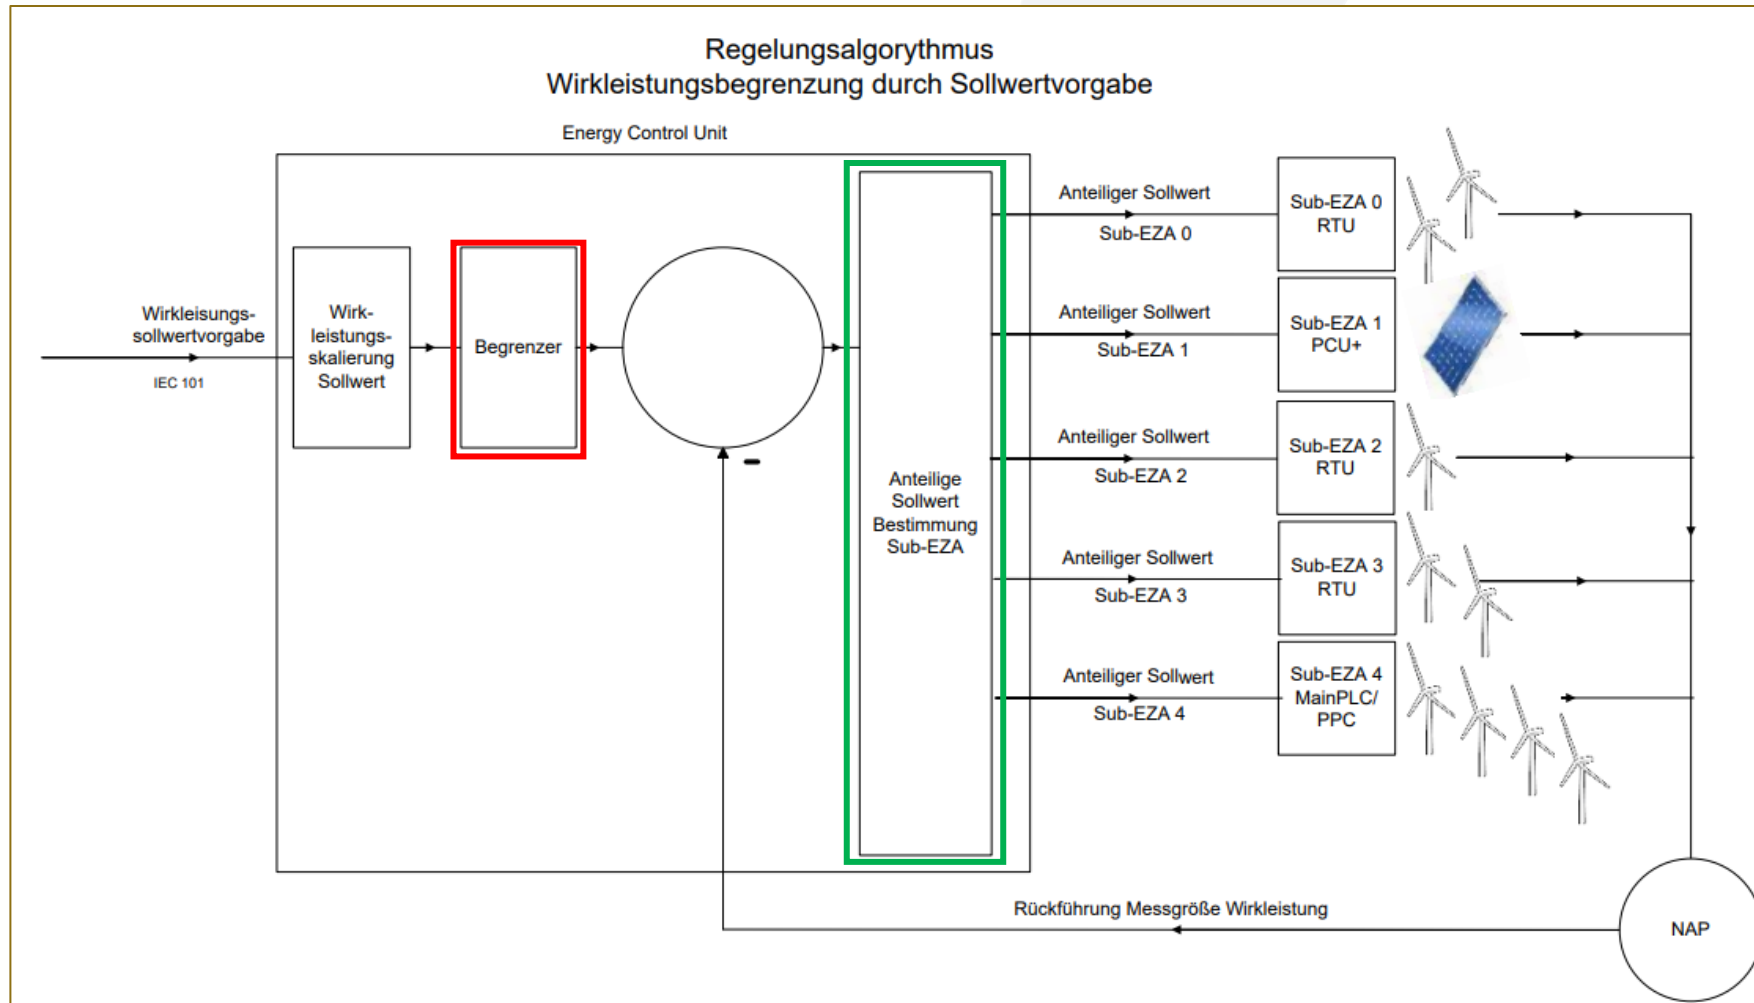 Regelungsalgorythmus
Wirkleistungsbegrenzung durch Sollwertvorgabe
Energy Control Unit
Wirkleisungs-
sollwertvorgabe
IEC 101
Wirk-
leistungs-
skalierung
Sollwert
Begrenzer
-
Anteilige
Sollwert
Bestimmung
Sub-EZA
Anteiliger Sollwert
Sub-EZA 0
Sub-EZA 0
RTU
Anteiliger Sollwert
Sub-EZA 1
Sub-EZA 1
PCU+
Anteiliger Sollwert
Sub-EZA 2
Sub-EZA 2
RTU
Anteiliger Sollwert
Sub-EZA 3
Sub-EZA 3
RTU
Anteiliger Sollwert
Sub-EZA 4
Sub-EZA 4
MainPLC/
PPC
Rückführung Messgröße Wirkleistung
NAP